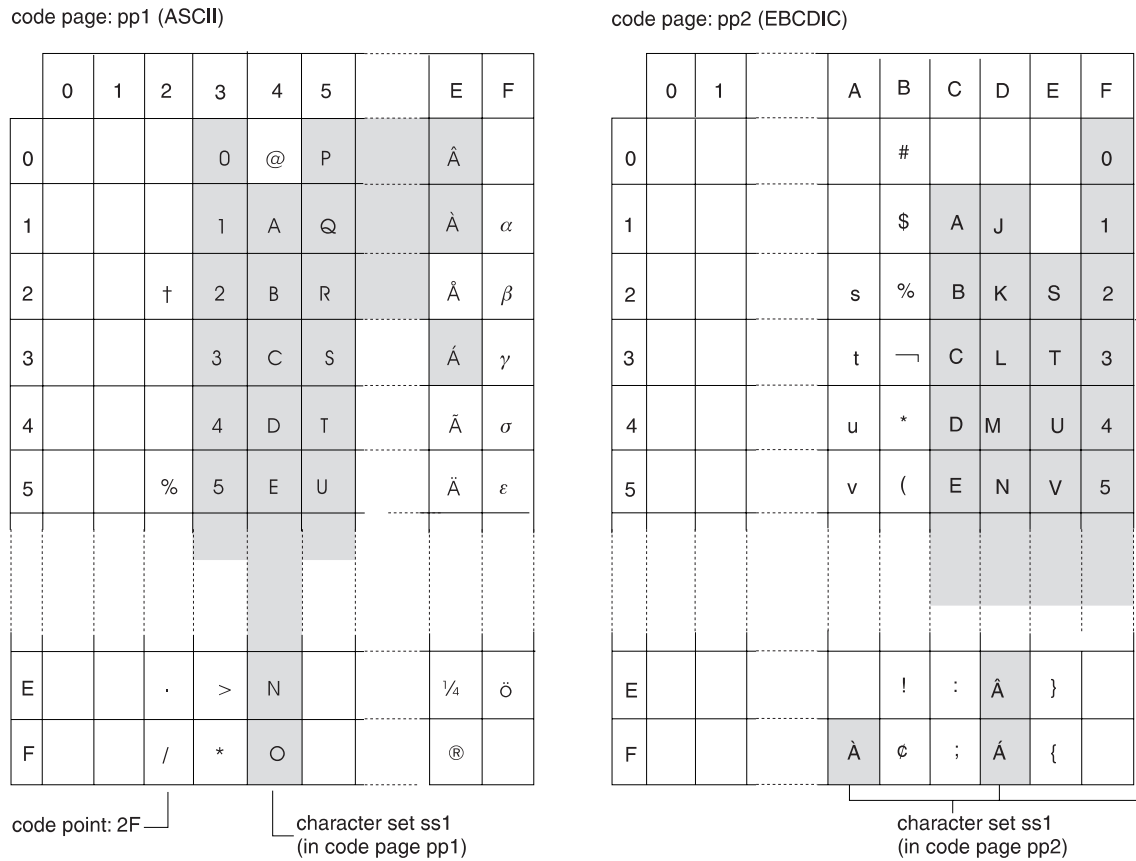 code page: pp1 (ASCII)
0 1 2 3 4 5 E F
0 0 @ P Â
1 1 A Q À α
2 † 2 B R Å β
3 3 C S Á γ
4 4 D T Ã σ
5 % 5 E U Ä ε
E . > N ¼ ö
F / * O ®
code point: 2F
character set ss1
(in code page pp1)
code page: pp2 (EBCDIC)
0 1 A B C D E F
0 # 0
1 $ A J 1
2 s % B K S 2
3 t ¬ C L T 3
4 u * D M U 4
5 v ( E N V 5
E ! : Â }
F À ¢ ; Á {
character set ss1
(in code page pp2)